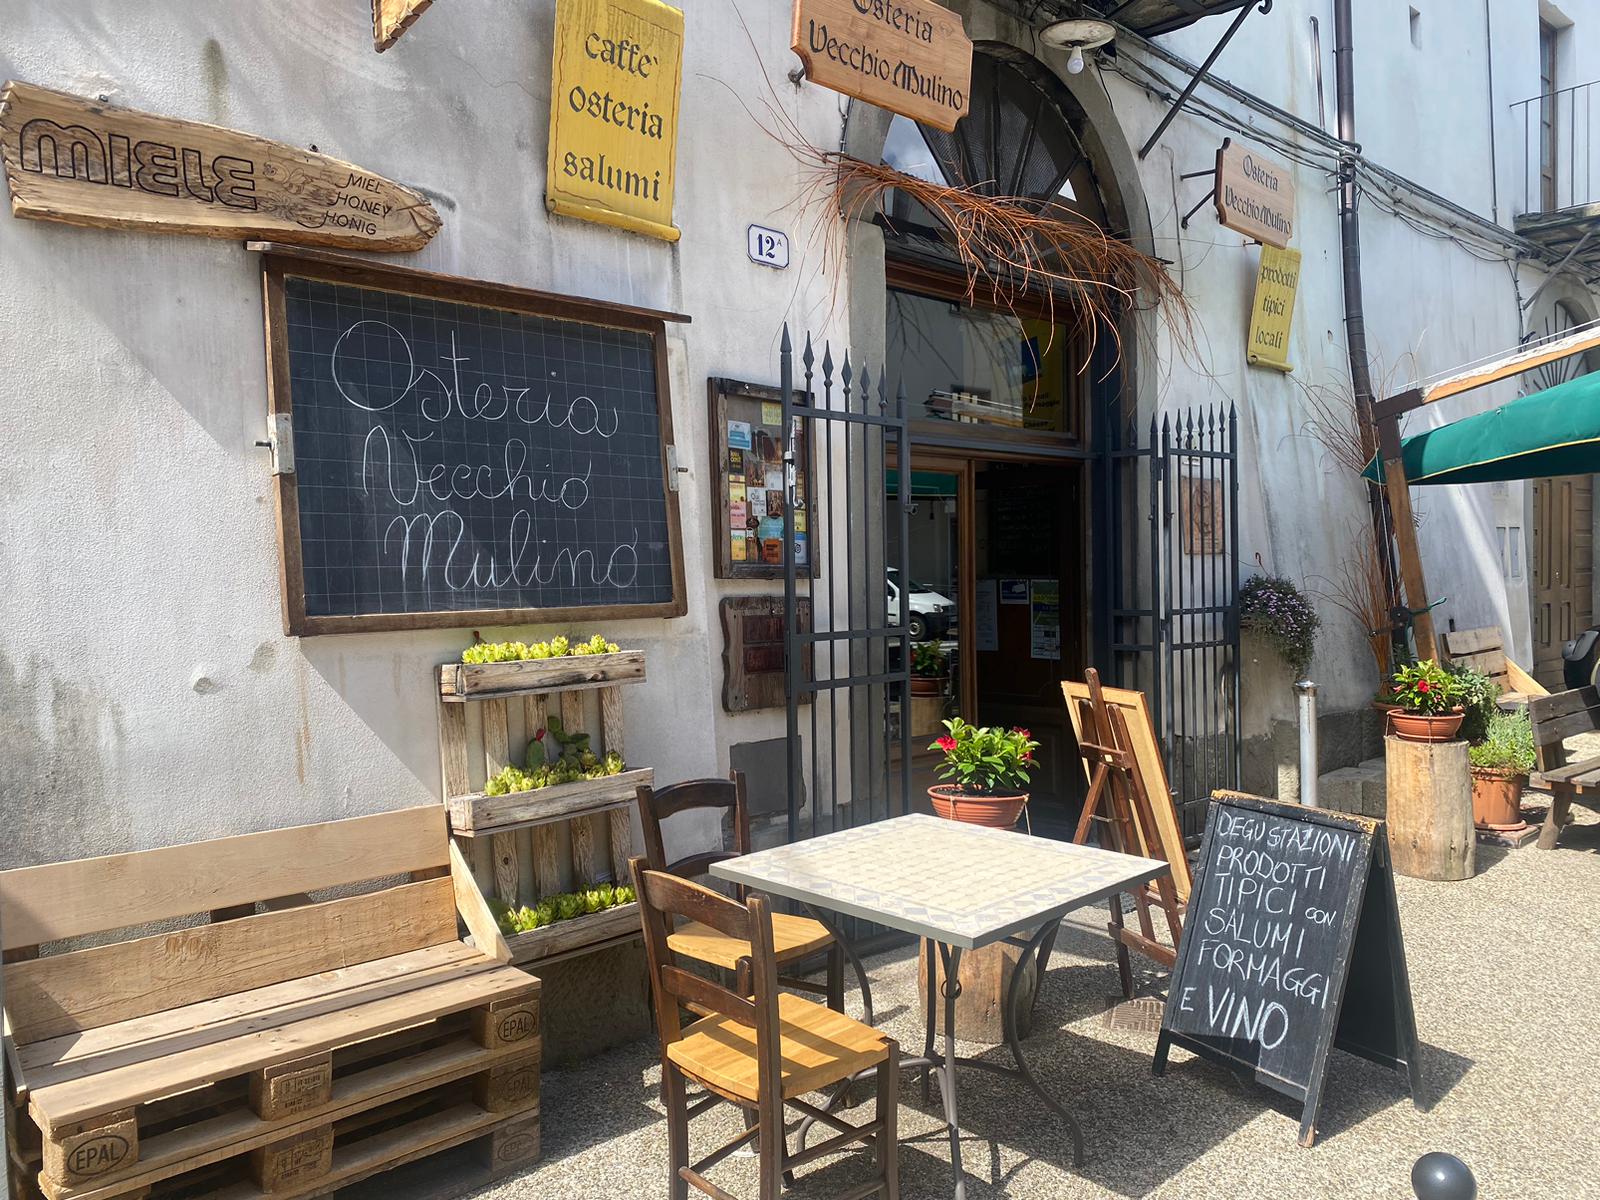 MIELE
MIEL
HONEY
HONIG
caffe`
osteria
salumi
Osteria
Vecchio Mulino
12A
Osteria
Vecchio Mulino
prodotti
tipici
locali
Osteria
Vecchio
Mulino
DEGUSTAZIONI
PRODOTTI
TIPICI CON
SALUMI
FORMAGGI
E VINO
EPAL
EPAL
EPAL